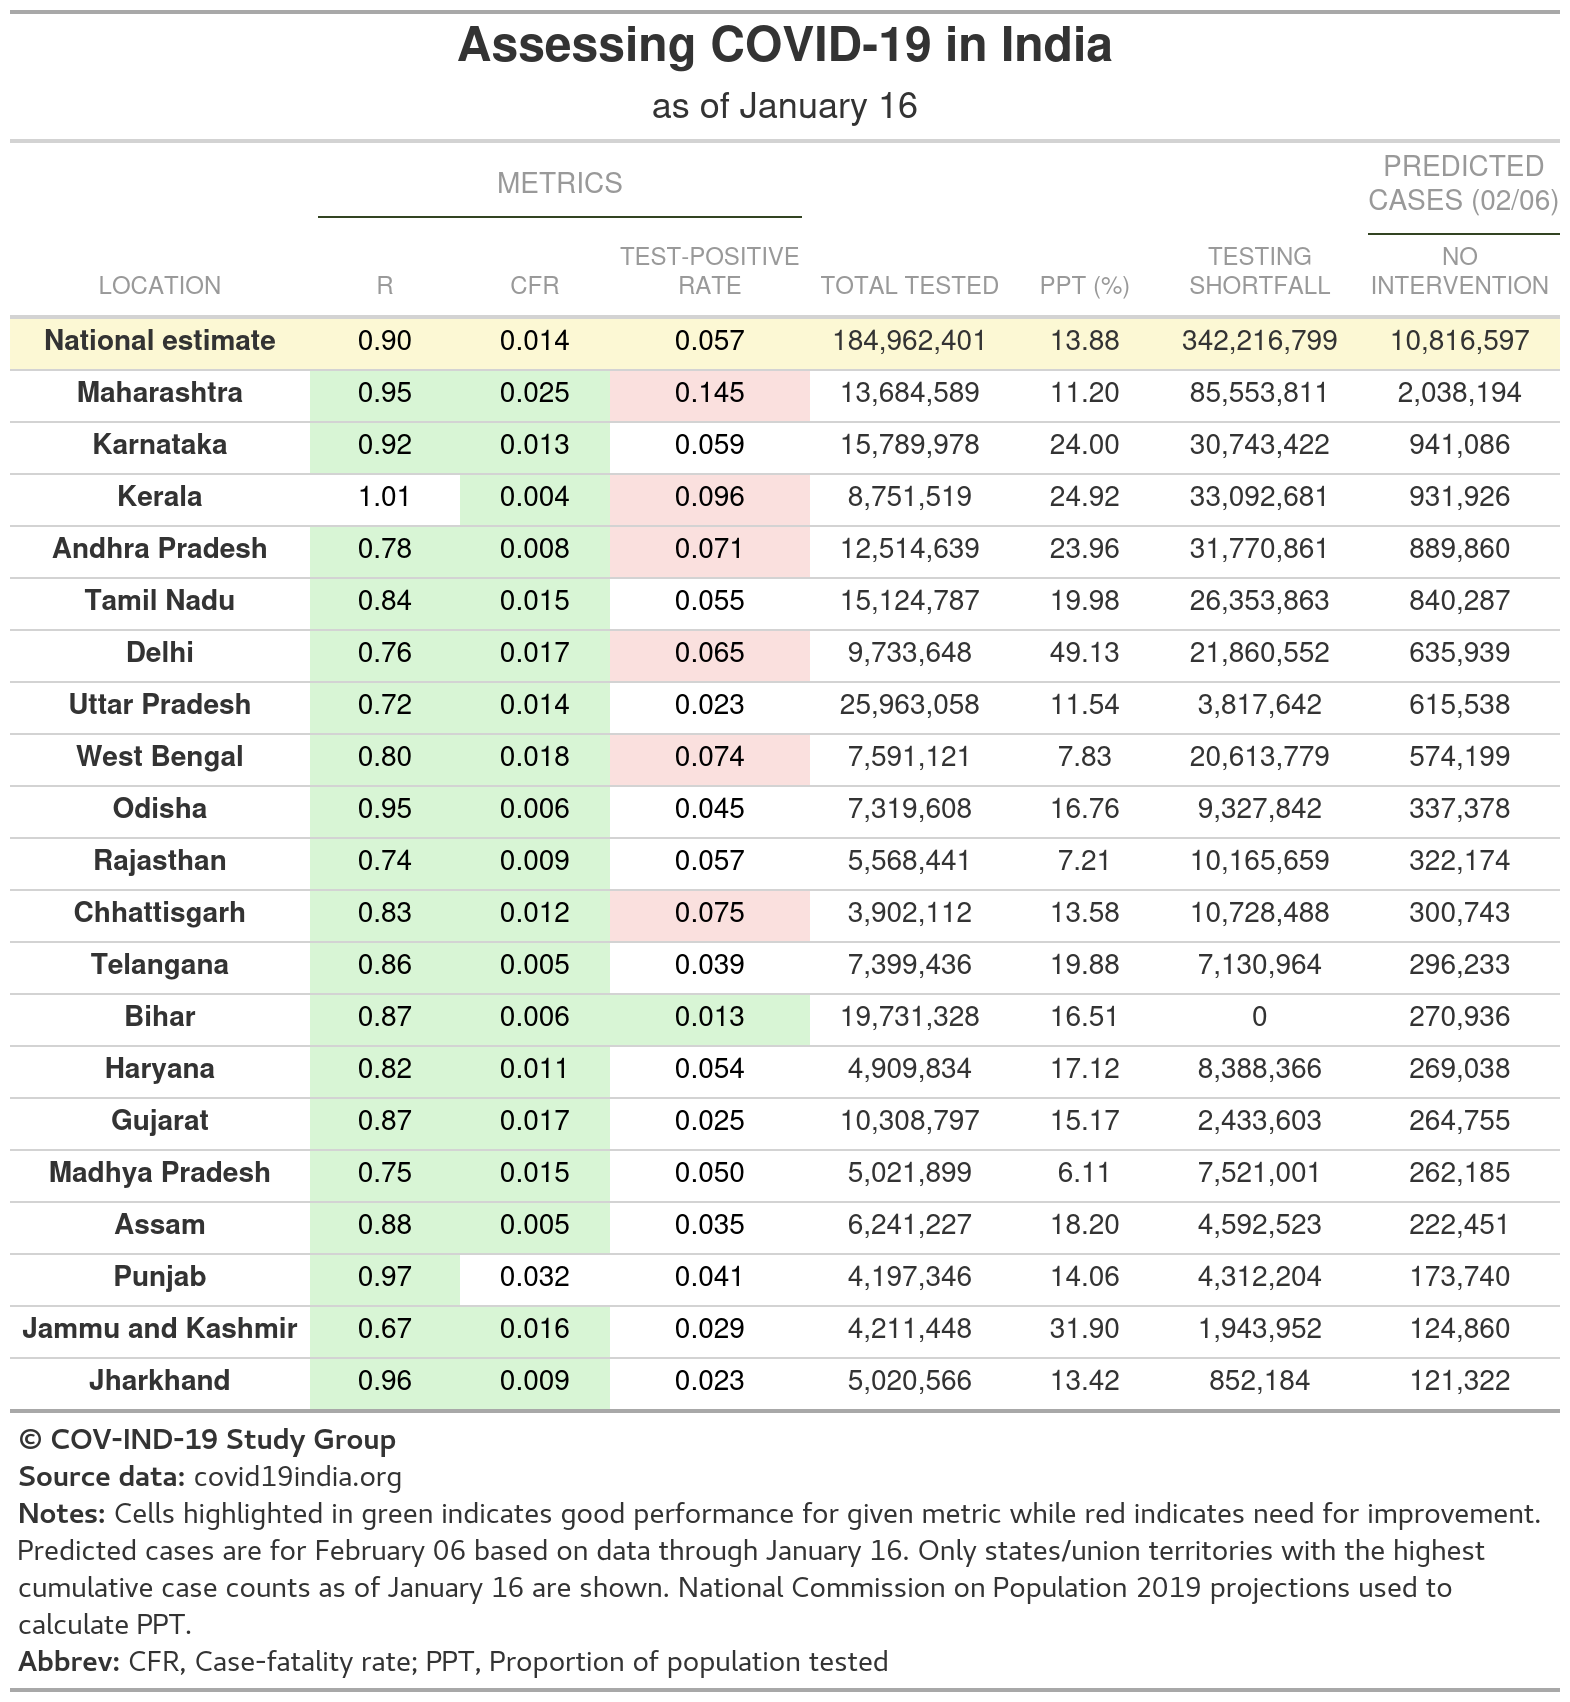 Assessing COVID-19 in India
as of January 16
METRICS
PREDICTED
CASES (02/06)
LOCATION R CFR TEST-POSITIVE RATE TOTAL TESTED PPT (%) TESTING SHORTFALL NO INTERVENTION
National estimate 0.90 0.014 0.057 184,962,401 13.88 342,216,799 10,816,597
Maharashtra 0.95 0.025 0.145 13,684,589 11.20 85,553,811 2,038,194
Karnataka 0.92 0.013 0.059 15,789,978 24.00 30,743,422 941,086
Kerala 1.01 0.004 0.096 8,751,519 24.92 33,092,681 931,926
Andhra Pradesh 0.78 0.008 0.071 12,514,639 23.96 31,770,861 889,860
Tamil Nadu 0.84 0.015 0.055 15,124,787 19.98 26,353,863 840,287
Delhi 0.76 0.017 0.065 9,733,648 49.13 21,860,552 635,939
Uttar Pradesh 0.72 0.014 0.023 25,963,058 11.54 3,817,642 615,538
West Bengal 0.80 0.018 0.074 7,591,121 7.83 20,613,779 574,199
Odisha 0.95 0.006 0.045 7,319,608 16.76 9,327,842 337,378
Rajasthan 0.74 0.009 0.057 5,568,441 7.21 10,165,659 322,174
Chhattisgarh 0.83 0.012 0.075 3,902,112 13.58 10,728,488 300,743
Telangana 0.86 0.005 0.039 7,399,436 19.88 7,130,964 296,233
Bihar 0.87 0.006 0.013 19,731,328 16.51 0 270,936
Haryana 0.82 0.011 0.054 4,909,834 17.12 8,388,366 269,038
Gujarat 0.87 0.017 0.025 10,308,797 15.17 2,433,603 264,755
Madhya Pradesh 0.75 0.015 0.050 5,021,899 6.11 7,521,001 262,185
Assam 0.88 0.005 0.035 6,241,227 18.20 4,592,523 222,451
Punjab 0.97 0.032 0.041 4,197,346 14.06 4,312,204 173,740
Jammu and Kashmir 0.67 0.016 0.029 4,211,448 31.90 1,943,952 124,860
Jharkhand 0.96 0.009 0.023 5,020,566 13.42 852,184 121,322
© COV-IND-19 Study Group
Source data: covid19india.org
Notes: Cells highlighted in green indicates good performance for given metric while red indicates need for improvement.
Predicted cases are for February 06 based on data through January 16. Only states/union territories with the highest
cumulative case counts as of January 16 are shown. National Commission on Population 2019 projections used to
calculate PPT.
Abbrev: CFR, Case-fatality rate; PPT, Proportion of population tested